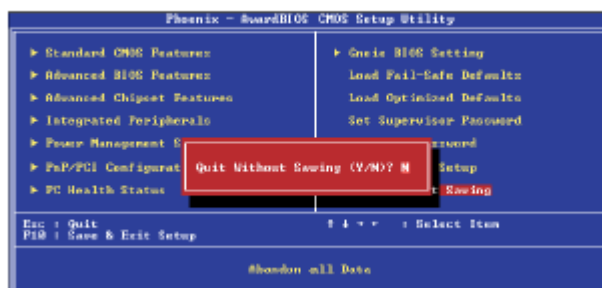 Phoenix - AwardBIOS CMOS Setup Utility
▶ Standard CMOS Features
▶ Advanced BIOS Features
▶ Advanced Chipset Features
▶ Integrated Peripherals
▶ Power Management S
▶ PnP/PCI Configurat
▶ PC Health Status
▶ BIOS Setting
Load Fail-Safe Defaults
Load Optimized Defaults
Set Supervisor Password
ssword
Setup
t Saving
Quit Without Saving (Y/N)? N
Esc : Quit
F10 : Save & Exit Setup
: Select Item
Abandon all Data